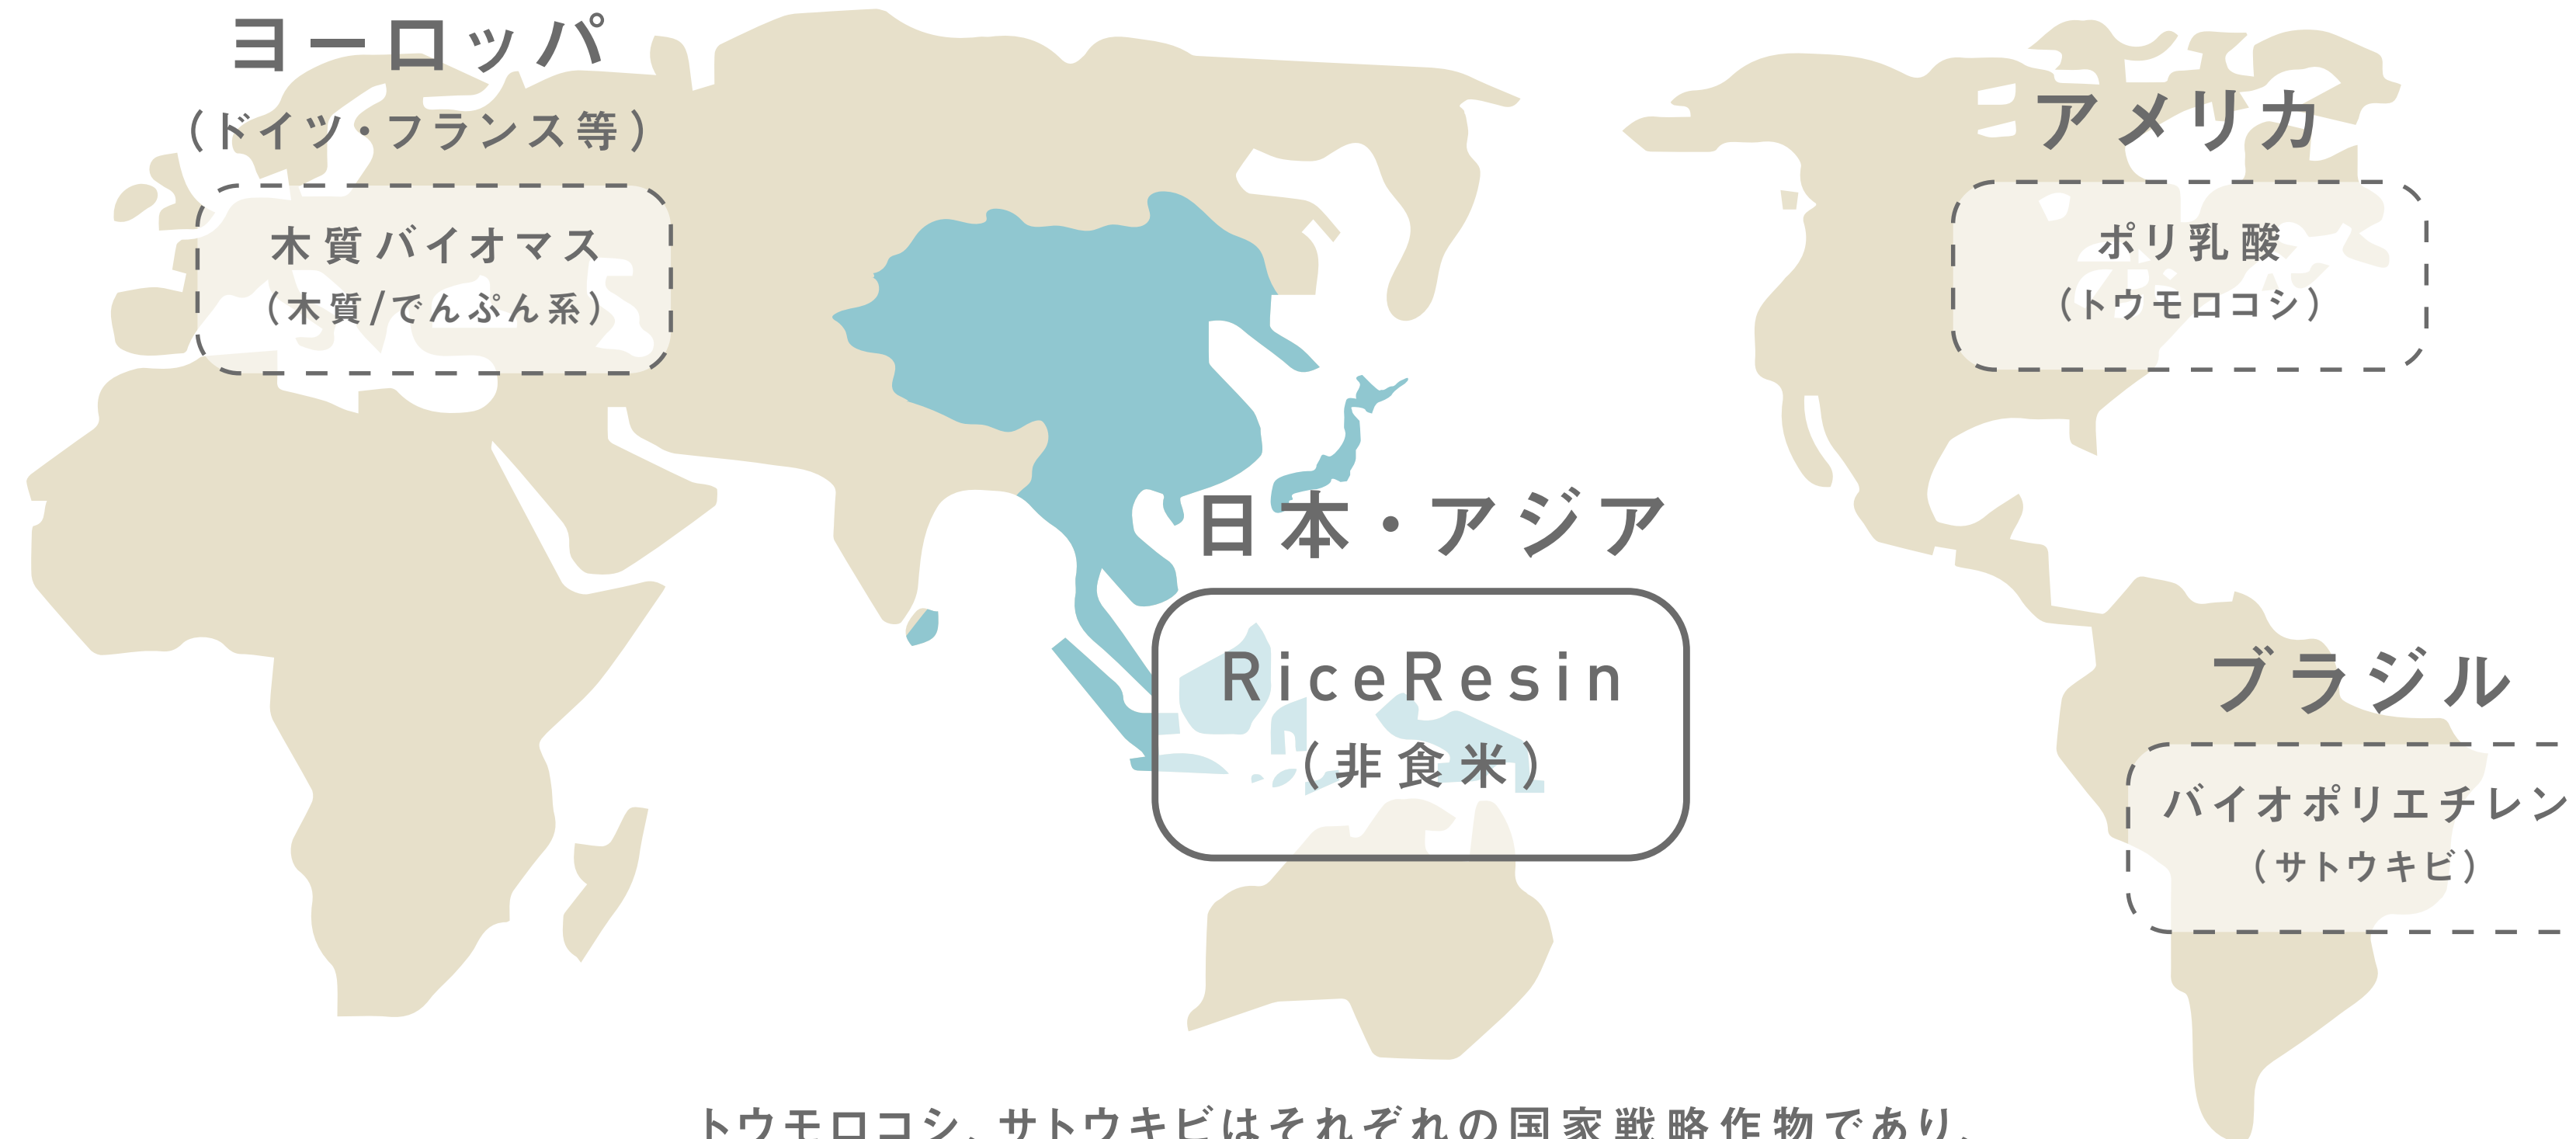 ヨーロッパ
（ドイツ・フランス等）
木質バイオマス
（木質/でんぷん系）
アメリカ
ポリ乳酸
（トウモロコシ）
日本・アジア
RiceResin
（非食米）
ブラジル
バイオポリエチレン
（サトウキビ）
トウモロコシ、サトウキビはそれぞれの国家戦略作物であり、